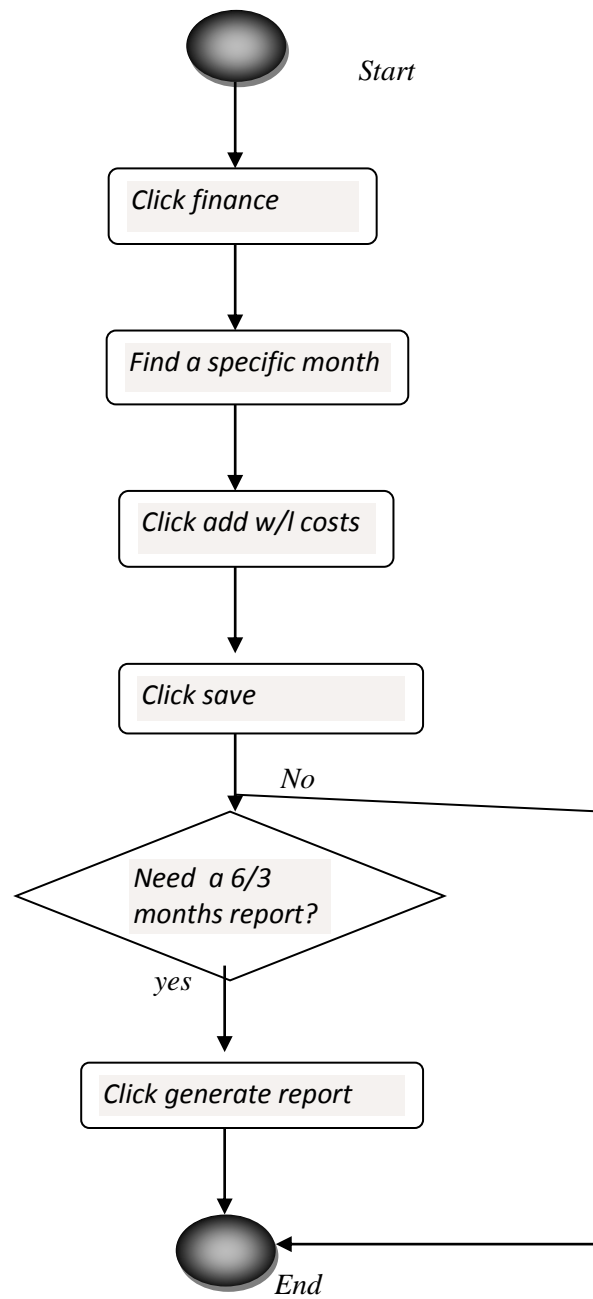 Start
Click finance
Find a specific month
Click add w/l costs
Click save
No
Need a 6/3
months report?
yes
Click generate report
End